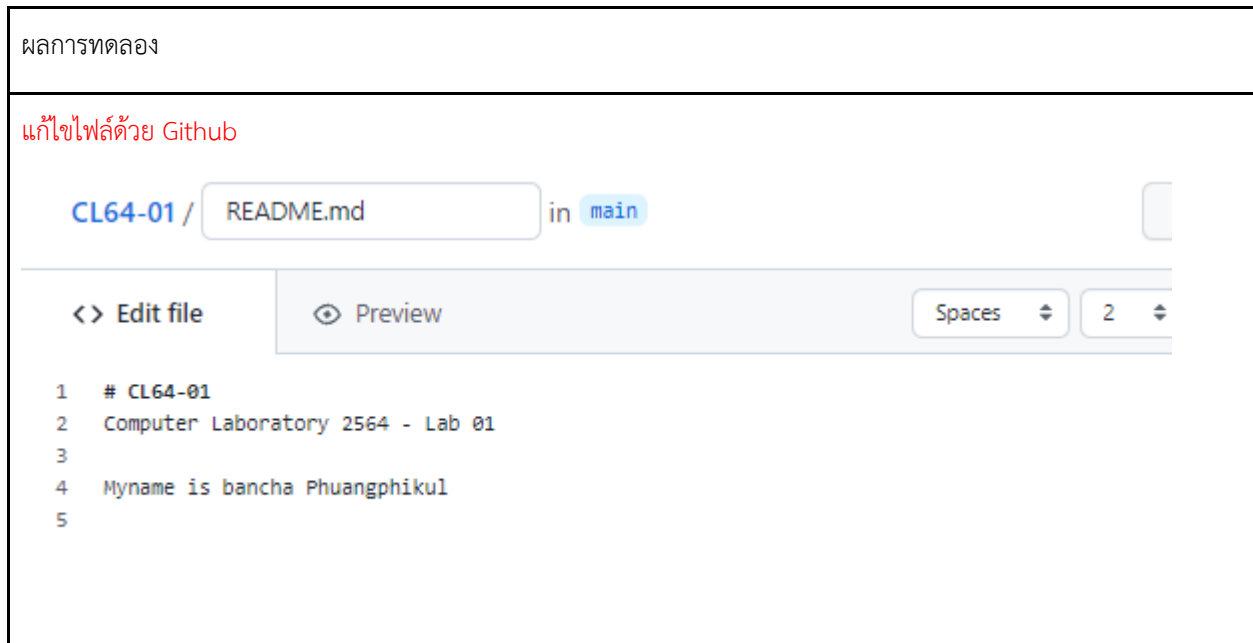 ผลการทดลอง
แก้ไขไฟล์ด้วย Github
CL64-01 / README.md in main
<> Edit file Preview Spaces 2
1 # CL64-01
2 Computer Laboratory 2564 - Lab 01
3
4 Myname is bancha Phuangphikul
5